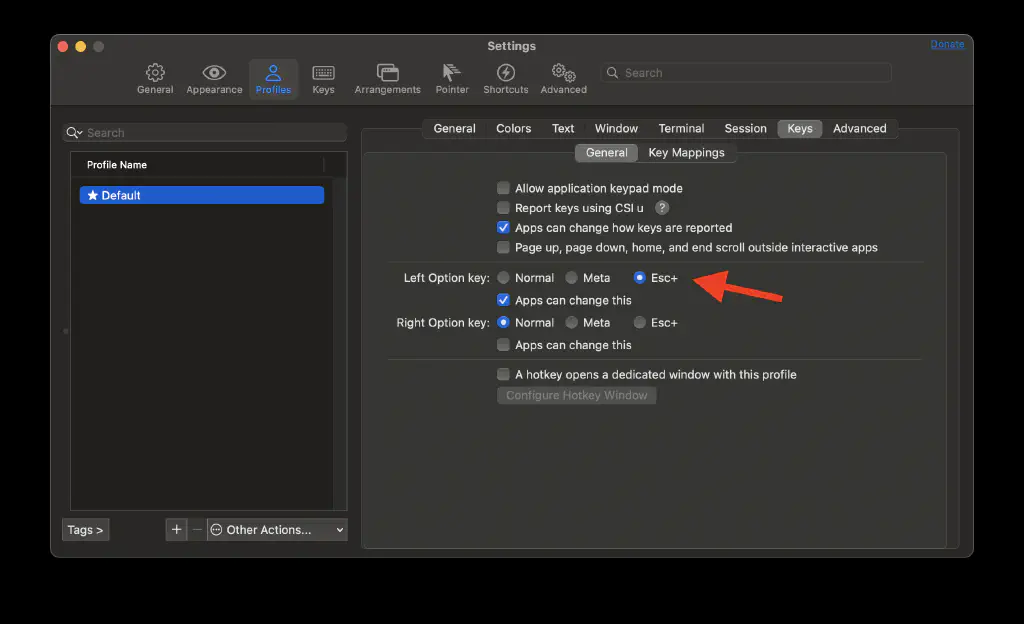 Settings
Donate
General Appearance Profiles Keys Arrangements Pointer Shortcuts Advanced Search
Search
General Colors Text Window Terminal Session Keys Advanced
General Key Mappings
Profile Name
Default
Allow application keypad mode
Report keys using CSI u ?
Apps can change how keys are reported
Page up, page down, home, and end scroll outside interactive apps
Left Option key: Normal Meta Esc+
Apps can change this
Right Option key: Normal Meta Esc+
Apps can change this
A hotkey opens a dedicated window with this profile
Configure Hotkey Window
Tags > + − Other Actions...